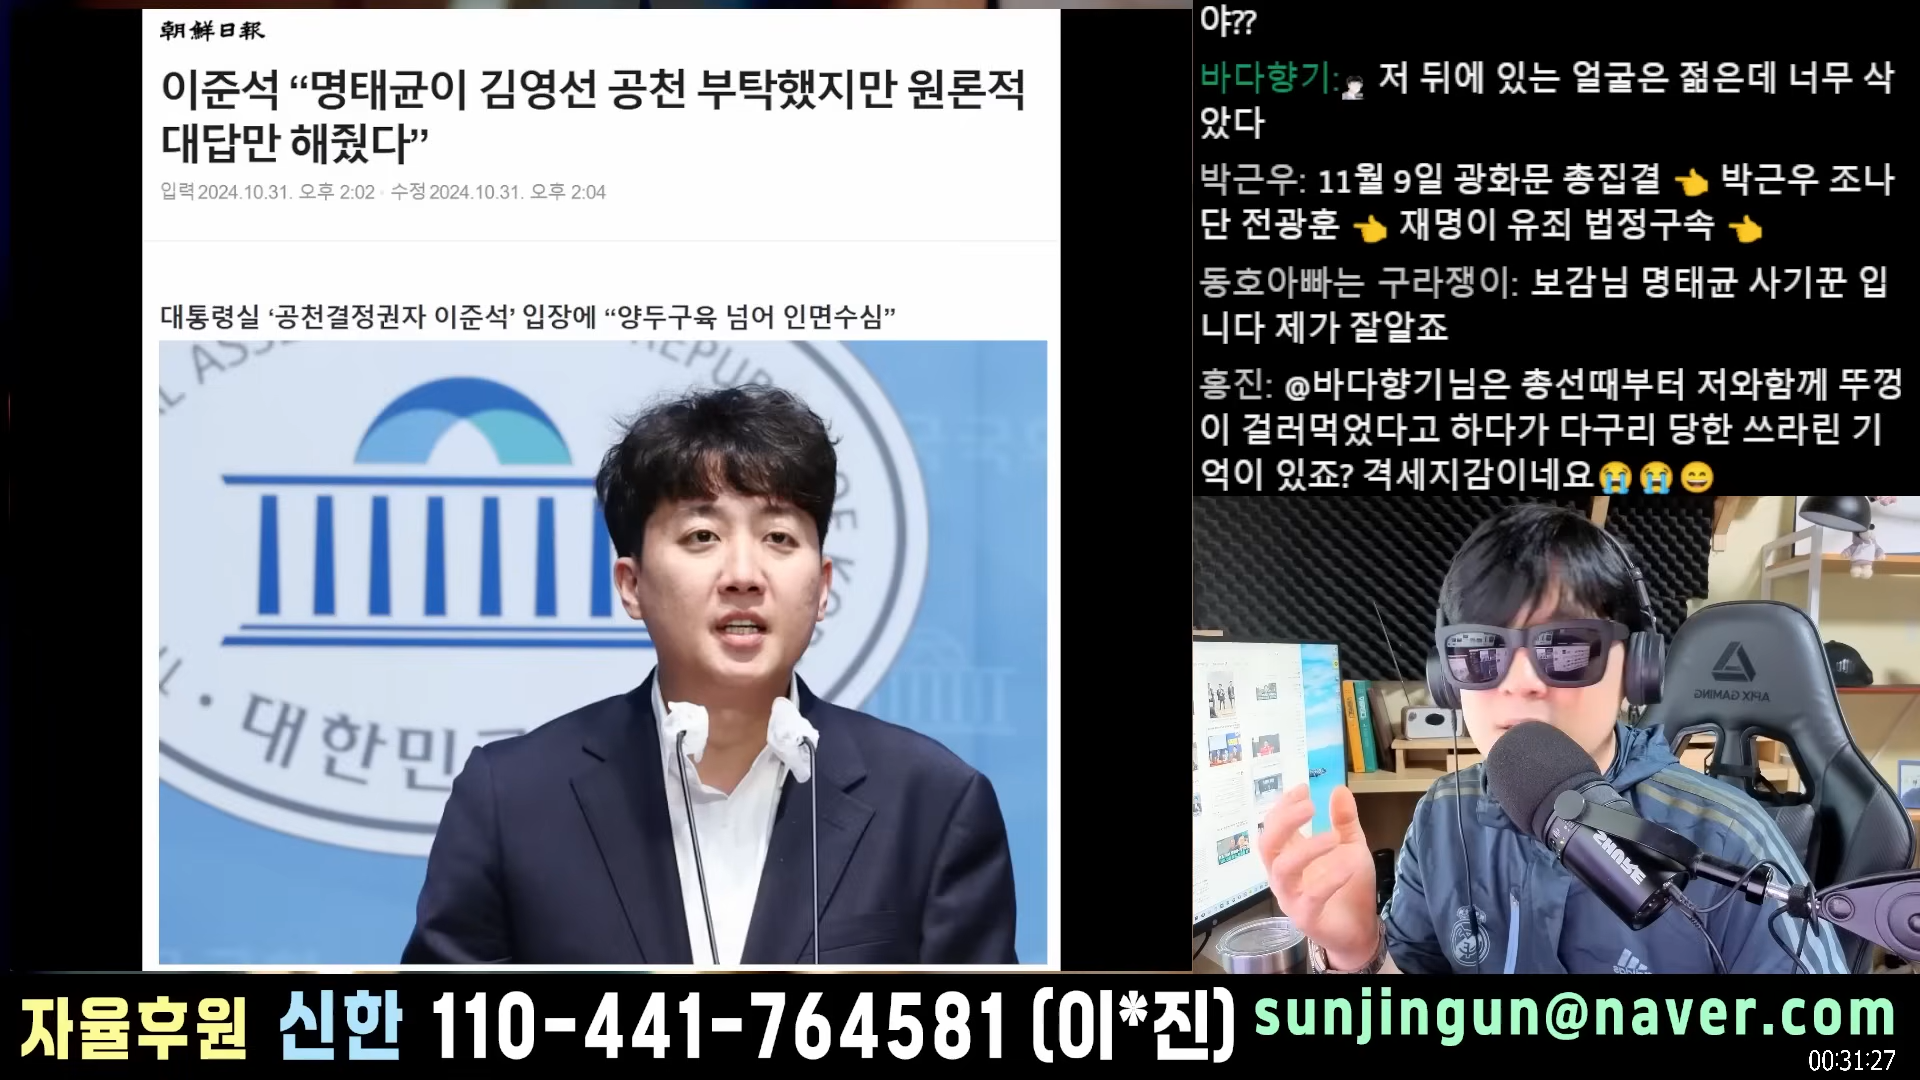 朝鮮日報
이준석 “명태균이 김영선 공천 부탁했지만 원론적
대답만 해줬다”
입력 2024.10.31. 오후 2:02 · 수정 2024.10.31. 오후 2:04
대통령실 ‘공천결정권자 이준석’ 입장에 “양두구육 넘어 인면수심”
대한민
야??
바다향기: 저 뒤에 있는 얼굴은 젊은데 너무 삭
았다
박근우: 11월 9일 광화문 총집결 👈 박근우 조나
단 전광훈 👈 재명이 유죄 법정구속 👈
동호아빠는 구라쟁이: 보감님 명태균 사기꾼 입
니다 제가 잘알죠
홍진: @바다향기님은 총선때부터 저와함께 뚜껑
이 걸러먹었다고 하다가 다구리 당한 쓰라린 기
억이 있죠? 격세지감이네요😭😭😄
APIX GAMING
SHURE
adidas
자율후원 신한 110-441-764581 (이*진) sunjingun@naver.com
00:31:27